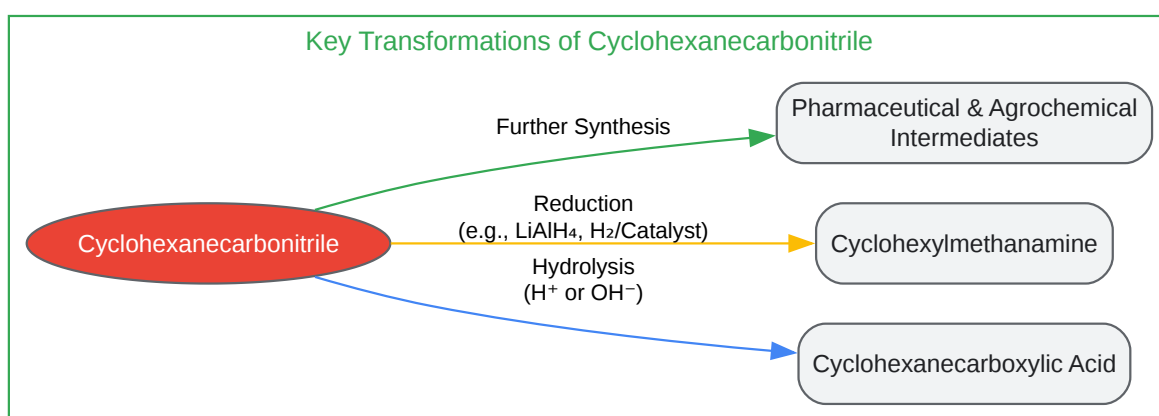 Key Transformations of Cyclohexanecarbonitrile
Pharmaceutical & Agrochemical
Intermediates
Further Synthesis
Reduction
(e.g., LiAlH₄, H₂/Catalyst)
Cyclohexanecarbonitrile
Cyclohexylmethanamine
Hydrolysis
(H⁺ or OH⁻)
Cyclohexanecarboxylic Acid